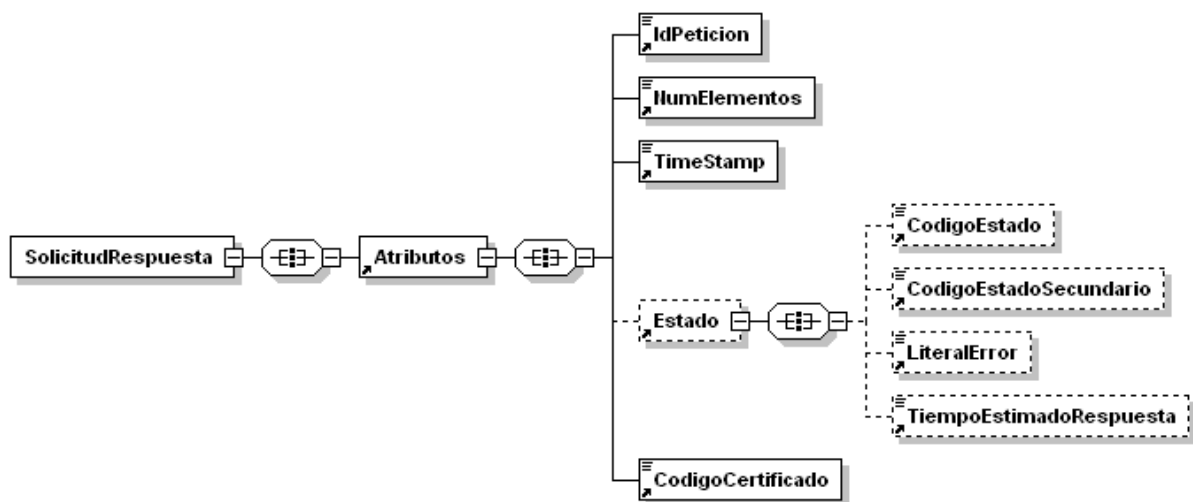 IdPeticion
NumElementos
TimeStamp
SolicitudRespuesta
Atributos
Estado
CodigoEstado
CodigoEstadoSecundario
LiteralError
TiempoEstimadoRespuesta
CodigoCertificado